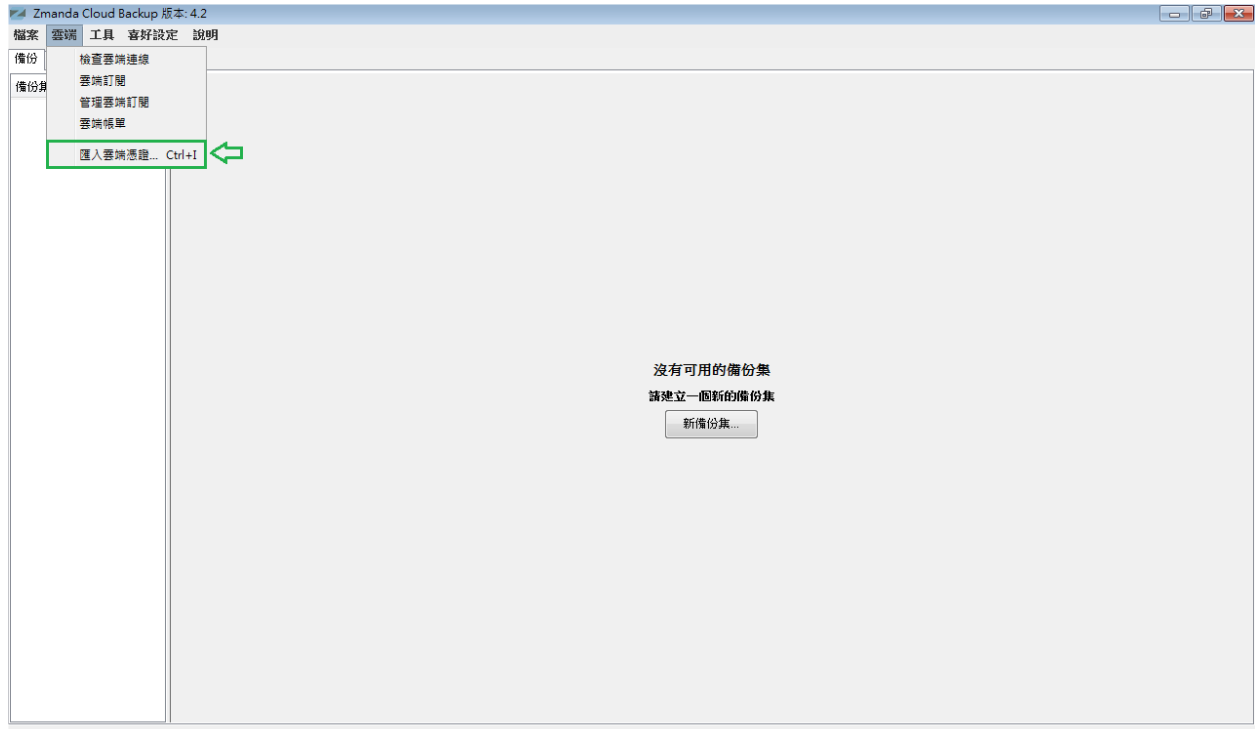 Zmanda Cloud Backup 版本: 4.2
檔案 雲端 工具 喜好設定 說明
備份
檢查雲端連線
備份集
雲端訂閱
管理雲端訂閱
雲端帳單
匯入雲端憑證... Ctrl+I
沒有可用的備份集
請建立一個新的備份集
新備份集...